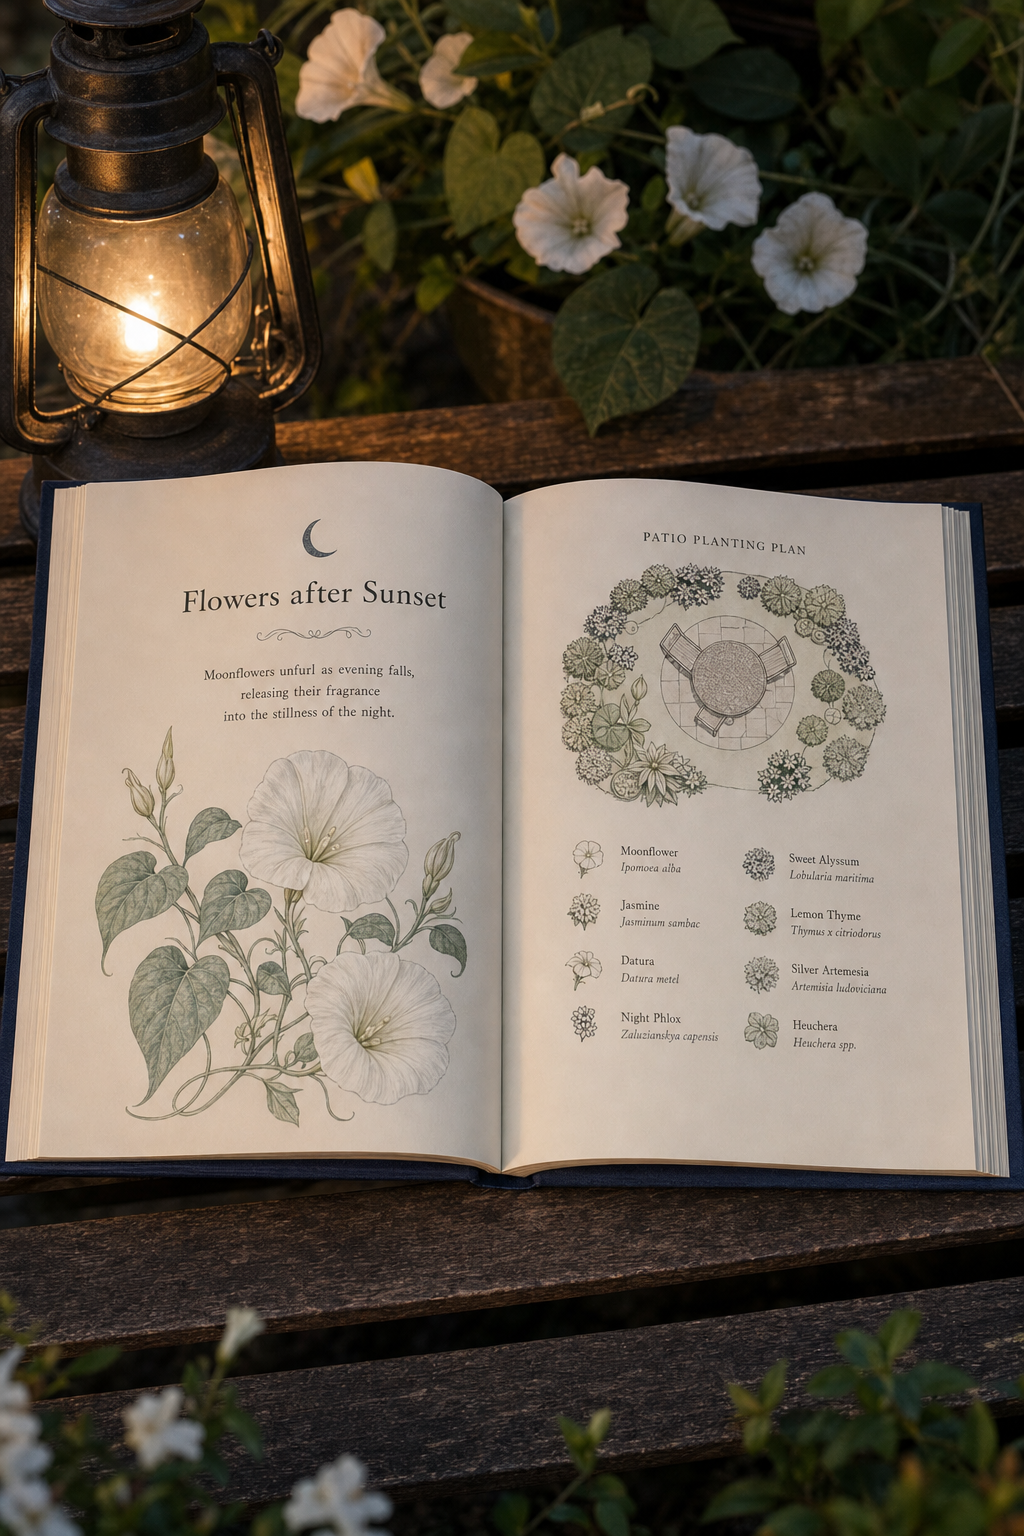 Flowers after Sunset
Moonflowers unfurl as evening falls,
releasing their fragrance
into the stillness of the night.
PATIO PLANTING PLAN
Moonflower
Ipomoea alba
Jasmine
Jasminum sambac
Datura
Datura metel
Night Phlox
Zaluzianskya capensis
Sweet Alyssum
Lobularia maritima
Lemon Thyme
Thymus x citriodorus
Silver Artemesia
Artemisia ludoviciana
Heuchera
Heuchera spp.